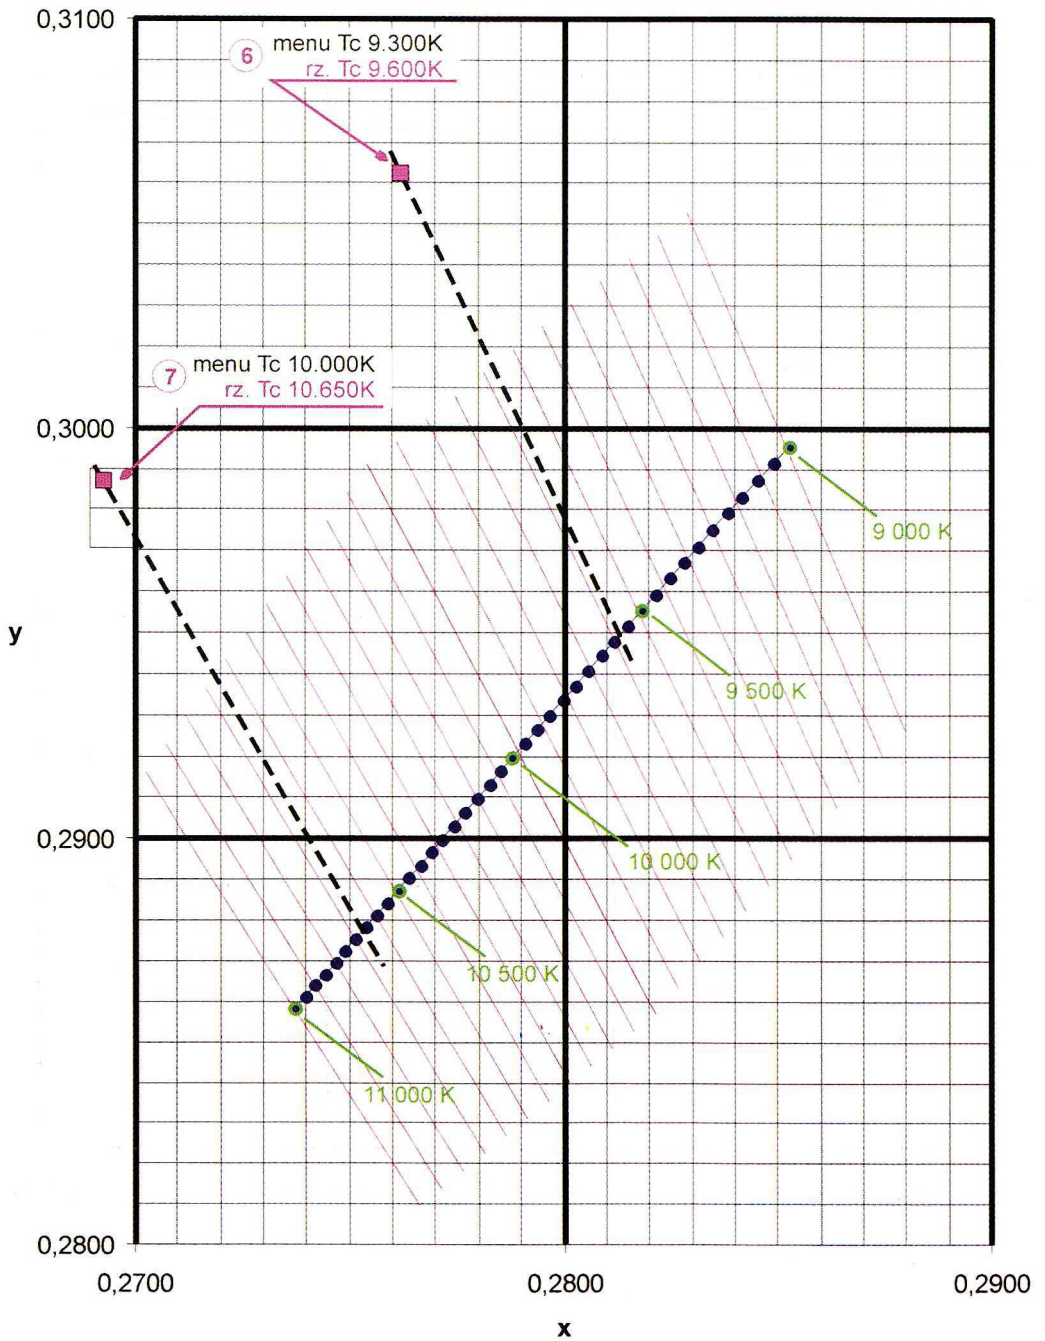 0,3100
6
menu Tc 9.300K
rz. Tc 9.600K
7
menu Tc 10.000K
rz. Tc 10.650K
0,3000
9 000 K
y
9 500 K
0,2900
10 000 K
10 500 K
11 000 K
0,2800
0,2700
0,2800
0,2900
x